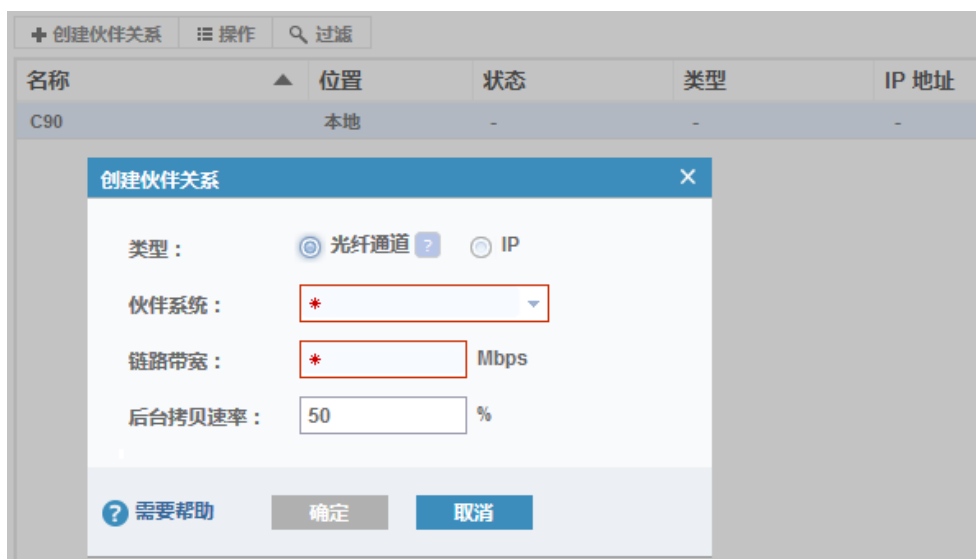 创建伙伴关系 操作 过滤
名称 位置 状态 类型 IP 地址
C90 本地 - - -
创建伙伴关系
类型： 光纤通道 ? IP
伙伴系统： *
链路带宽： * Mbps
后台拷贝速率： 50 %
? 需要帮助 确定 取消